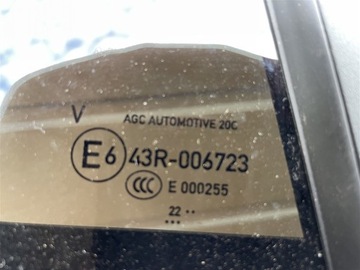 V AGC AUTOMOTIVE 20C
E6 43R-006723
CCC E 000255
22 ··
···